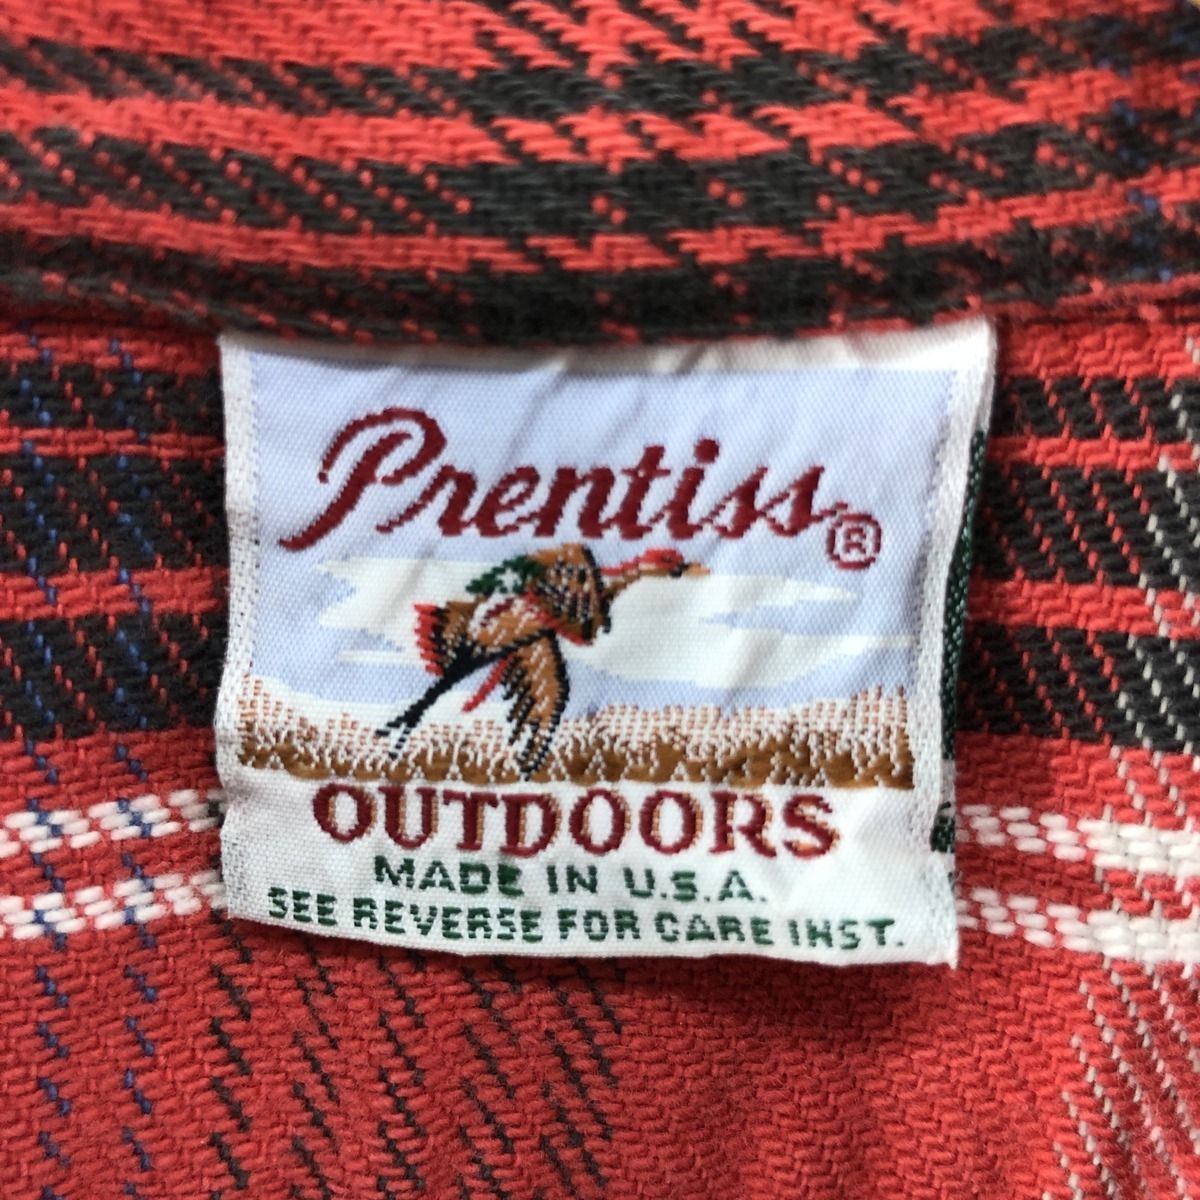 Prentiss®
OUTDOORS
MADE IN U.S.A.
SEE REVERSE FOR CARE INST.